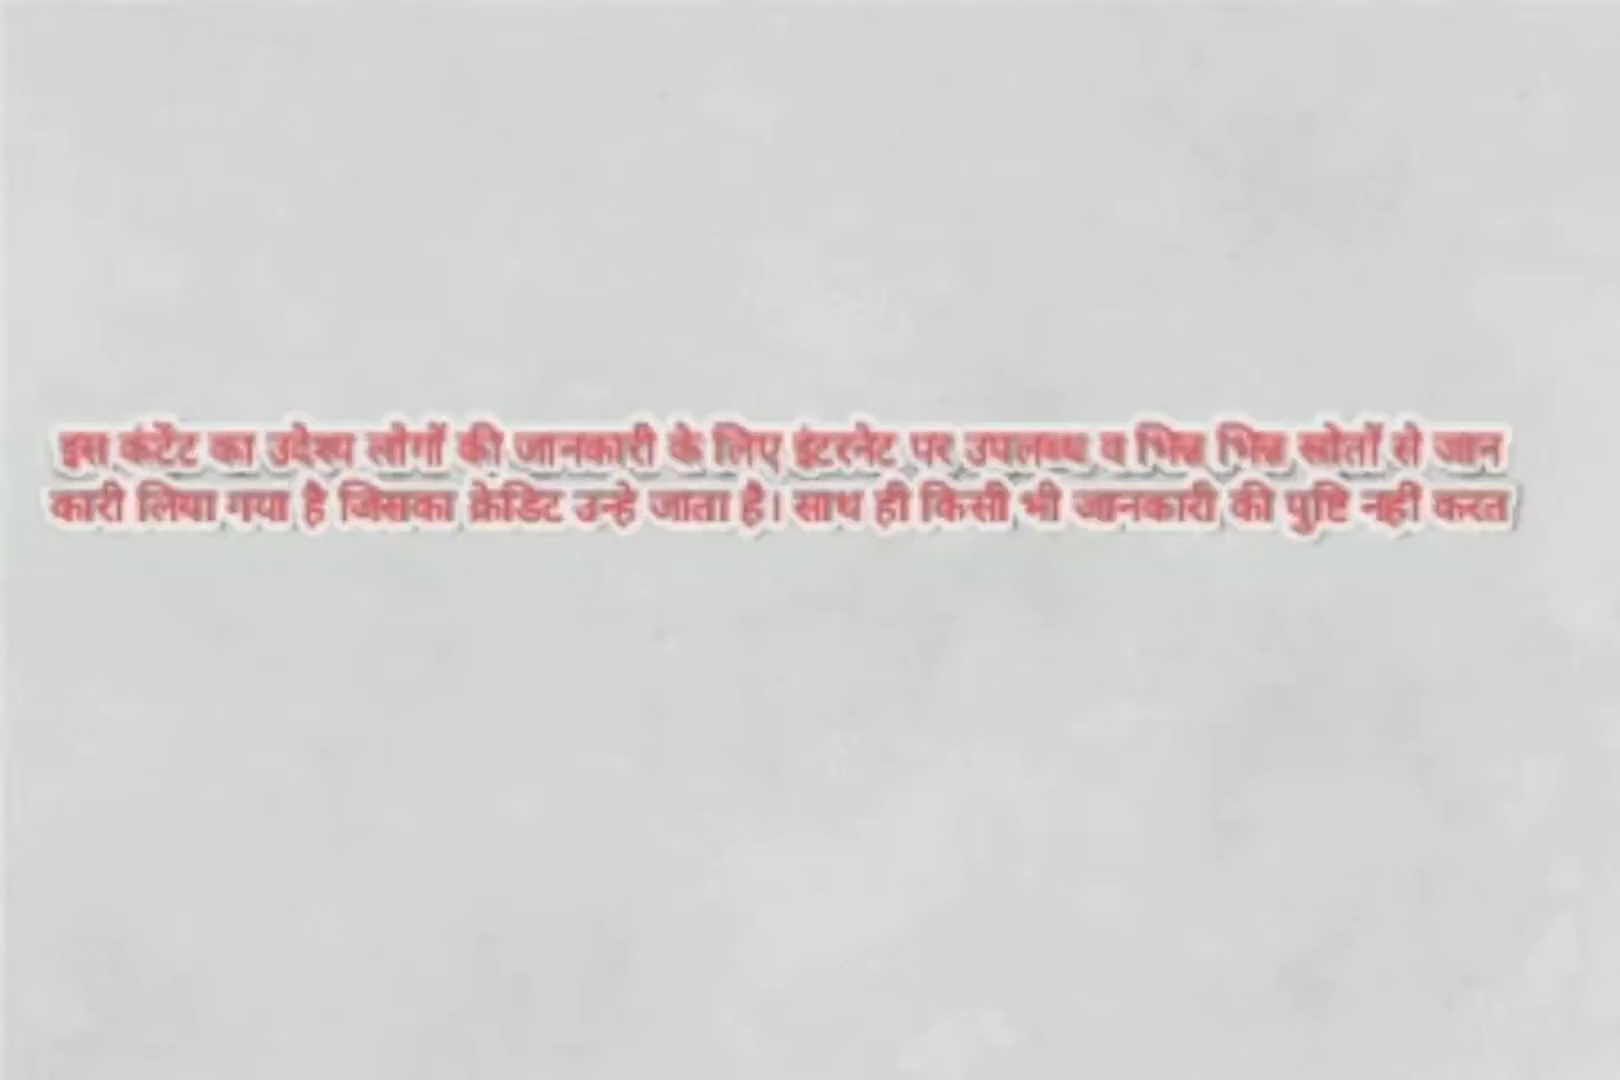 इस कंटेंट का उदेश्य लोगों की जानकारी के लिए इंटरनेट पर उपलब्ध व भिन्न भिन्न स्रोतों से जान
कारी लिया गया है जिसका क्रेडिट उन्हे जाता है। साथ ही किसी भी जानकारी की पुष्टि नही करत